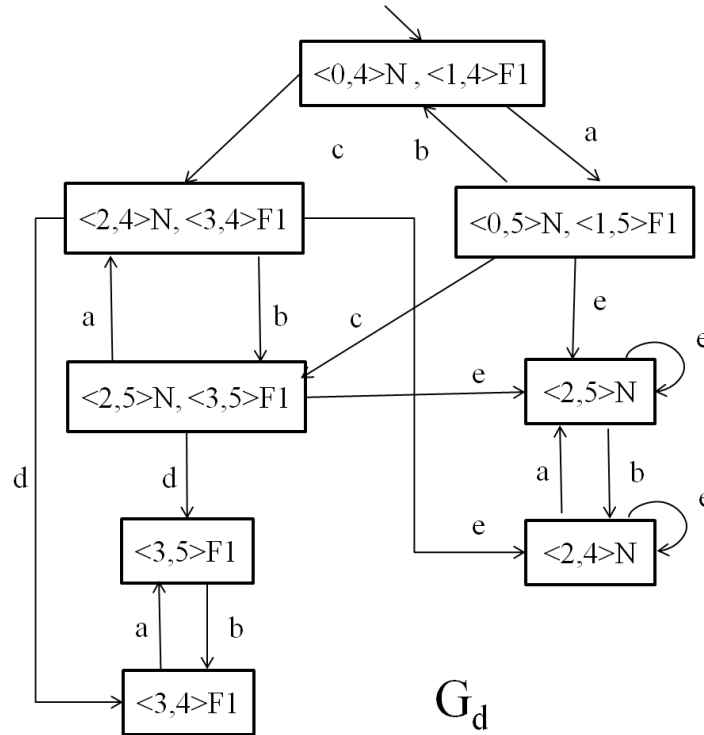 <0,4>N , <1,4>F1
a
c
b
<2,4>N, <3,4>F1
<0,5>N, <1,5>F1
a
b
c
e
e
<2,5>N, <3,5>F1
e
<2,5>N
d
d
a
b
e
e
<3,5>F1
<2,4>N
a
b
<3,4>F1
Gd